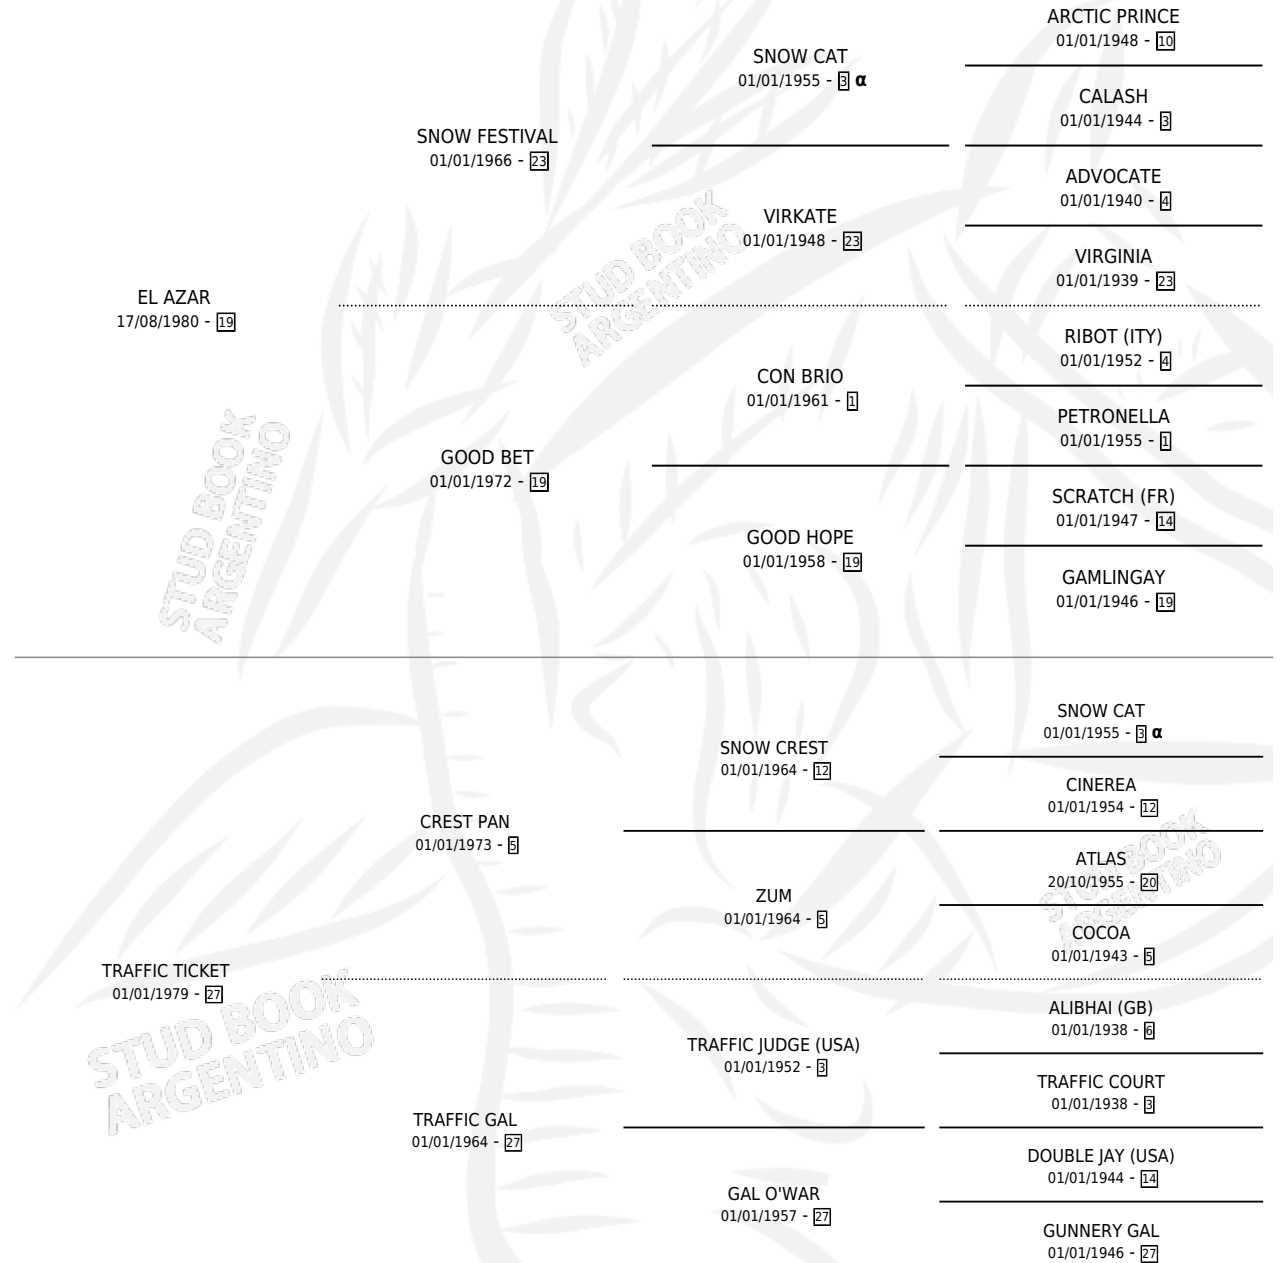 ARCTIC PRINCE
01/01/1948 - 10
SNOW CAT
01/01/1955 - 3 α
CALASH
01/01/1944 - 3
SNOW FESTIVAL
01/01/1966 - 23
ADVOCATE
01/01/1940 - 4
VIRKATE
01/01/1948 - 23
VIRGINIA
01/01/1939 - 23
EL AZAR
17/08/1980 - 19
RIBOT (ITY)
01/01/1952 - 4
CON BRIO
01/01/1961 - 1
PETRONELLA
01/01/1955 - 1
GOOD BET
01/01/1972 - 19
SCRATCH (FR)
01/01/1947 - 14
GOOD HOPE
01/01/1958 - 19
GAMLINGAY
01/01/1946 - 19
STUD BOOK
ARGENTINO
STUD BOOK
ARGENTINO
SNOW CAT
01/01/1955 - 3 α
SNOW CREST
01/01/1964 - 12
CINEREA
01/01/1954 - 12
CREST PAN
01/01/1973 - 5
ATLAS
20/10/1955 - 20
ZUM
01/01/1964 - 5
COCOA
01/01/1943 - 5
STUD BOOK
ARGENTINO
TRAFFIC TICKET
01/01/1979 - 27
ALIBHAI (GB)
01/01/1938 - 6
TRAFFIC JUDGE (USA)
01/01/1952 - 3
TRAFFIC COURT
01/01/1938 - 3
TRAFFIC GAL
01/01/1964 - 27
DOUBLE JAY (USA)
01/01/1944 - 14
GAL O'WAR
01/01/1957 - 27
GUNNERY GAL
01/01/1946 - 27
STUD BOOK
ARGENTINO